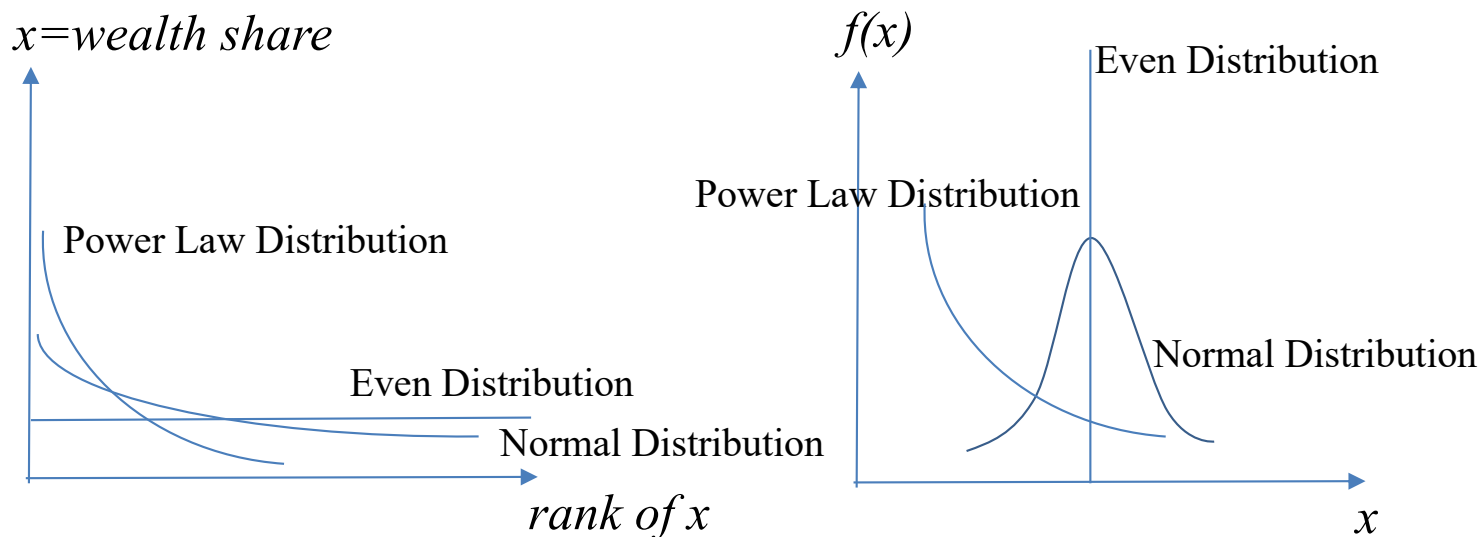 x=wealth share
Power Law Distribution
Even Distribution
Normal Distribution
rank of x
f(x)
Even Distribution
Power Law Distribution
Normal Distribution
x